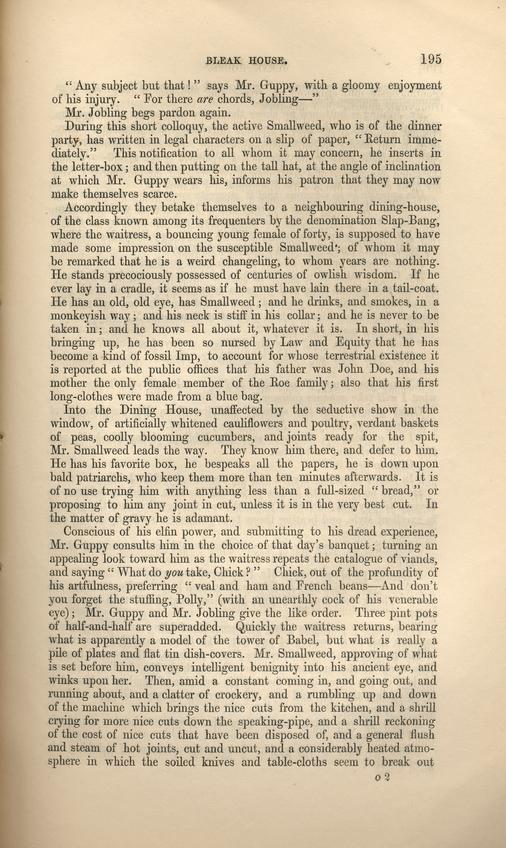 BLEAK HOUSE. 195
“ Any subject but that ! ” says Mr. Guppy, with a gloomy enjoyment
of his injury. “ For there are chords, Jobling—”
Mr. Jobling begs pardon again.
During this short colloquy, the active Smallweed, who is of the dinner
party, has written in legal characters on a slip of paper, “ Return imme-
diately.” This notification to all whom it may concern, he inserts in
the letter-box ; and then putting on the tall hat, at the angle of inclination
at which Mr. Guppy wears his, informs his patron that they may now
make themselves scarce.
Accordingly they betake themselves to a neighbouring dining-house,
of the class known among its frequenters by the denomination Slap-Bang,
where the waitress, a bouncing young female of forty, is supposed to have
made some impression on the susceptible Smallweed ; of whom it may
be remarked that he is a weird changeling, to whom years are nothing.
He stands precociously possessed of centuries of owlish wisdom. If he
ever lay in a cradle, it seems as if he must have lain there in a tail-coat.
He has an old, old eye, has Smallweed ; and he drinks, and smokes, in a
monkeyish way ; and his neck is stiff in his collar ; and he is never to be
taken in ; and he knows all about it, whatever it is. In short, in his
bringing up, he has been so nursed by Law and Equity that he has
become a kind of fossil Imp, to account for whose terrestrial existence it
is reported at the public offices that his father was John Doe, and his
mother the only female member of the Roe family ; also that his first
long-clothes were made from a blue bag.
Into the Dining House, unaffected by the seductive show in the
window, of artificially whitened cauliflowers and poultry, verdant baskets
of peas, coolly blooming cucumbers, and joints ready for the spit,
Mr. Smallweed leads the way. They know him there, and defer to him.
He has his favorite box, he bespeaks all the papers, he is down upon
bald patriarchs, who keep them more than ten minutes afterwards. It is
of no use trying him with anything less than a full-sized “ bread,” or
proposing to him any joint in cut, unless it is in the very best cut. In
the matter of gravy he is adamant.
Conscious of his elfin power, and submitting to his dread experience,
Mr. Guppy consults him in the choice of that day’s banquet ; turning an
appealing look toward him as the waitress repeats the catalogue of viands,
and saying “ What do you take, Chick ? ” Chick, out of the profundity of
his artfulness, preferring “ veal and ham and French beans—And don’t
you forget the stuffing, Polly,” (with an unearthly cock of his venerable
eye) ; Mr. Guppy and Mr. Jobling give the like order. Three pint pots
of half-and-half are superadded. Quickly the waitress returns, bearing
what is apparently a model of the tower of Babel, but what is really a
pile of plates and flat tin dish-covers. Mr. Smallweed, approving of what
is set before him, conveys intelligent benignity into his ancient eye, and
winks upon her. Then, amid a constant coming in, and going out, and
running about, and a clatter of crockery, and a rumbling up and down
of the machine which brings the nice cuts from the kitchen, and a shrill
crying for more nice cuts down the speaking-pipe, and a shrill reckoning
of the cost of nice cuts that have been disposed of, and a general flush
and steam of hot joints, cut and uncut, and a considerably heated atmo-
sphere in which the soiled knives and table-cloths seem to break out
o 2